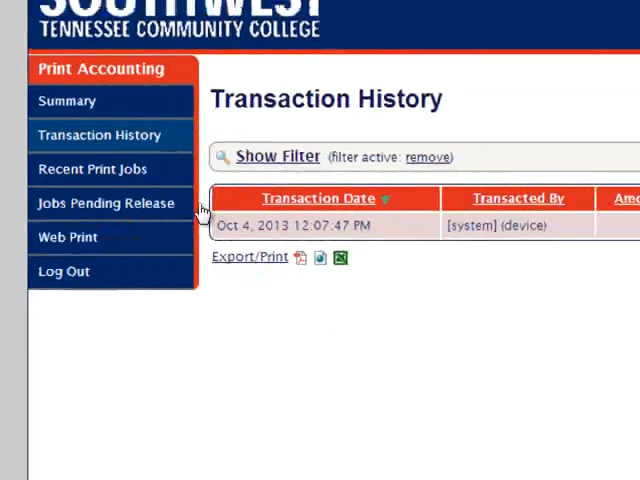 SOUTHWEST
TENNESSEE COMMUNITY COLLEGE
Print Accounting
Summary
Transaction History
Recent Print Jobs
Jobs Pending Release
Web Print
Log Out
Transaction History
Show Filter (filter active: remove)
Transaction Date Transacted By
Oct 4, 2013 12:07:47 PM [system] (device)
Export/Print